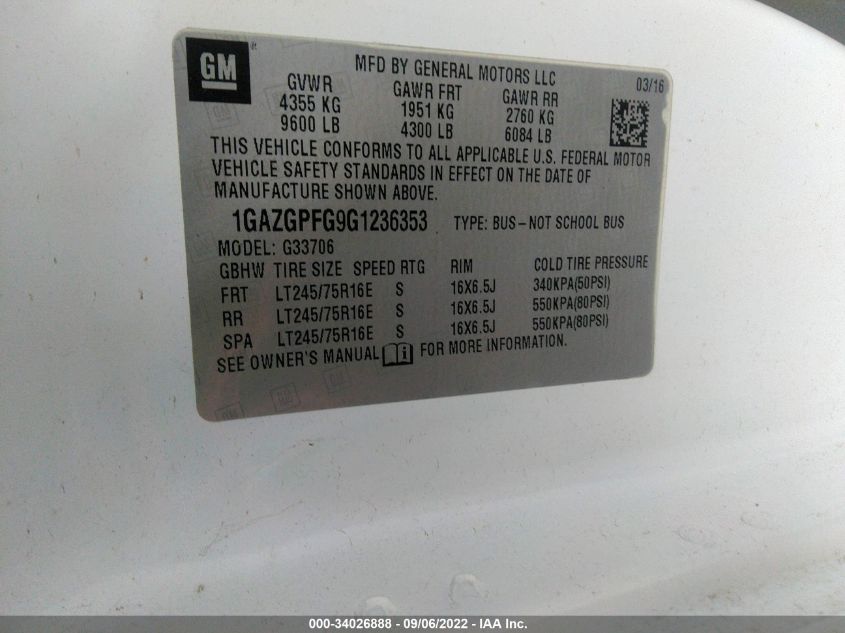 GM ®
MFD BY GENERAL MOTORS LLC
03/16
GVWR GAWR FRT GAWR RR
4355 KG 1951 KG 2760 KG
9600 LB 4300 LB 6084 LB
THIS VEHICLE CONFORMS TO ALL APPLICABLE U.S. FEDERAL MOTOR
VEHICLE SAFETY STANDARDS IN EFFECT ON THE DATE OF
MANUFACTURE SHOWN ABOVE.
1GAZGPFG9G1236353 TYPE: BUS-NOT SCHOOL BUS
MODEL: G33706
GBHW TIRE SIZE SPEED RTG RIM COLD TIRE PRESSURE
FRT LT245/75R16E S 16X6.5J 340KPA(50PSI)
RR LT245/75R16E S 16X6.5J 550KPA(80PSI)
SPA LT245/75R16E S 16X6.5J 550KPA(80PSI)
SEE OWNER'S MANUAL FOR MORE INFORMATION.
000-34026888 - 09/06/2022 - IAA Inc.